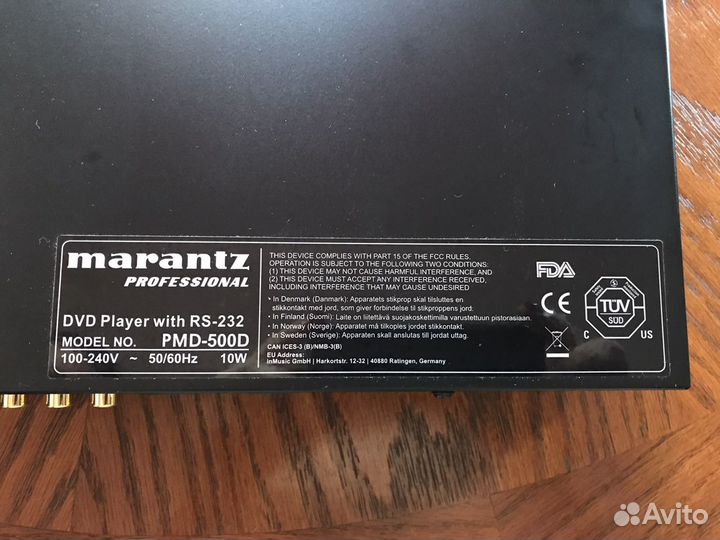 marantz
PROFESSIONAL
DVD Player with RS-232
MODEL NO. PMD-500D
100-240V ~ 50/60Hz 10W
THIS DEVICE COMPLIES WITH PART 15 OF THE FCC RULES.
OPERATION IS SUBJECT TO THE FOLLOWING TWO CONDITIONS:
(1) THIS DEVICE MAY NOT CAUSE HARMFUL INTERFERENCE, AND
(2) THIS DEVICE MUST ACCEPT ANY INTERFERENCE RECEIVED,
INCLUDING INTERFERENCE THAT MAY CAUSE UNDESIRED
• In Denmark (Danmark): Apparatets stikprop skal tilsluttes en
stikkontakt med jord, som giver forbindelse til stikproppens jord.
• In Finland (Suomi): Laite on liitettävä suojakoskettimilla varustettuun pistorasiaan.
• In Norway (Norge): Apparatet må tilkoples jordet stikkontakt.
• In Sweden (Sverige): Apparaten skall anslutas till jordat uttag.
CAN ICES-3 (B)/NMB-3(B)
EU Address:
inMusic GmbH | Harkortstr. 12-32 | 40880 Ratingen, Germany
FDA
CE
TÜV
SÜD
C US
Avito